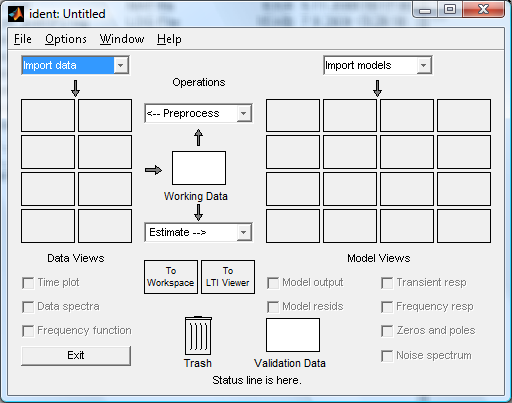 ident: Untitled
File Options Window Help
Import data
Import models
Operations
<-- Preprocess
Working Data
Estimate -->
Data Views
Model Views
To
Workspace
To
LTI Viewer
Time plot
Data spectra
Frequency function
Model output
Model resids
Transient resp
Frequency resp
Zeros and poles
Noise spectrum
Exit
Trash
Validation Data
Status line is here.